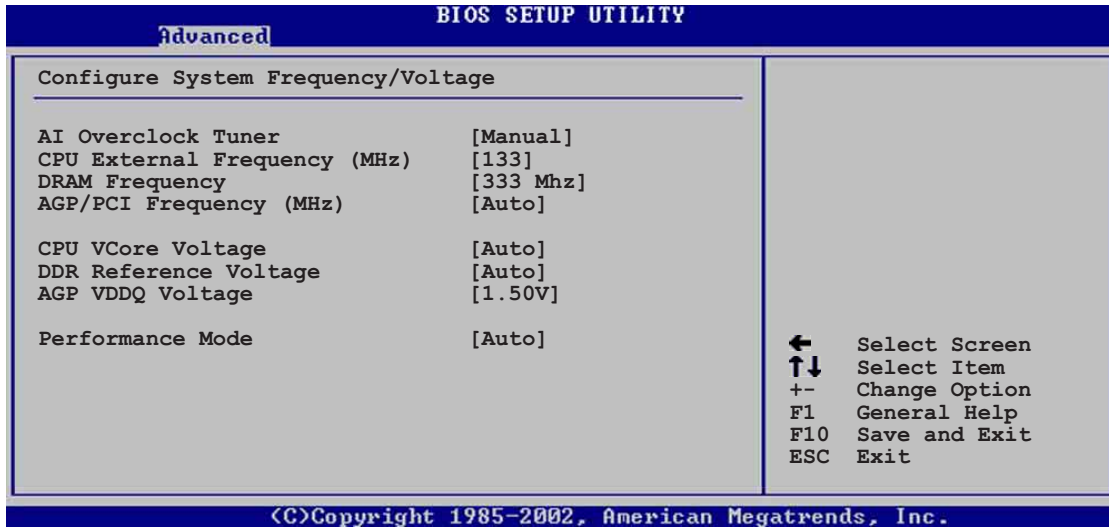 BIOS SETUP UTILITY
Advanced
Configure System Frequency/Voltage
AI Overclock Tuner [Manual]
CPU External Frequency (MHz) [133]
DRAM Frequency [333 Mhz]
AGP/PCI Frequency (MHz) [Auto]
CPU VCore Voltage [Auto]
DDR Reference Voltage [Auto]
AGP VDDQ Voltage [1.50V]
Performance Mode [Auto]
← Select Screen
↑↓ Select Item
+- Change Option
F1 General Help
F10 Save and Exit
ESC Exit
(C)Copyright 1985-2002, American Megatrends, Inc.